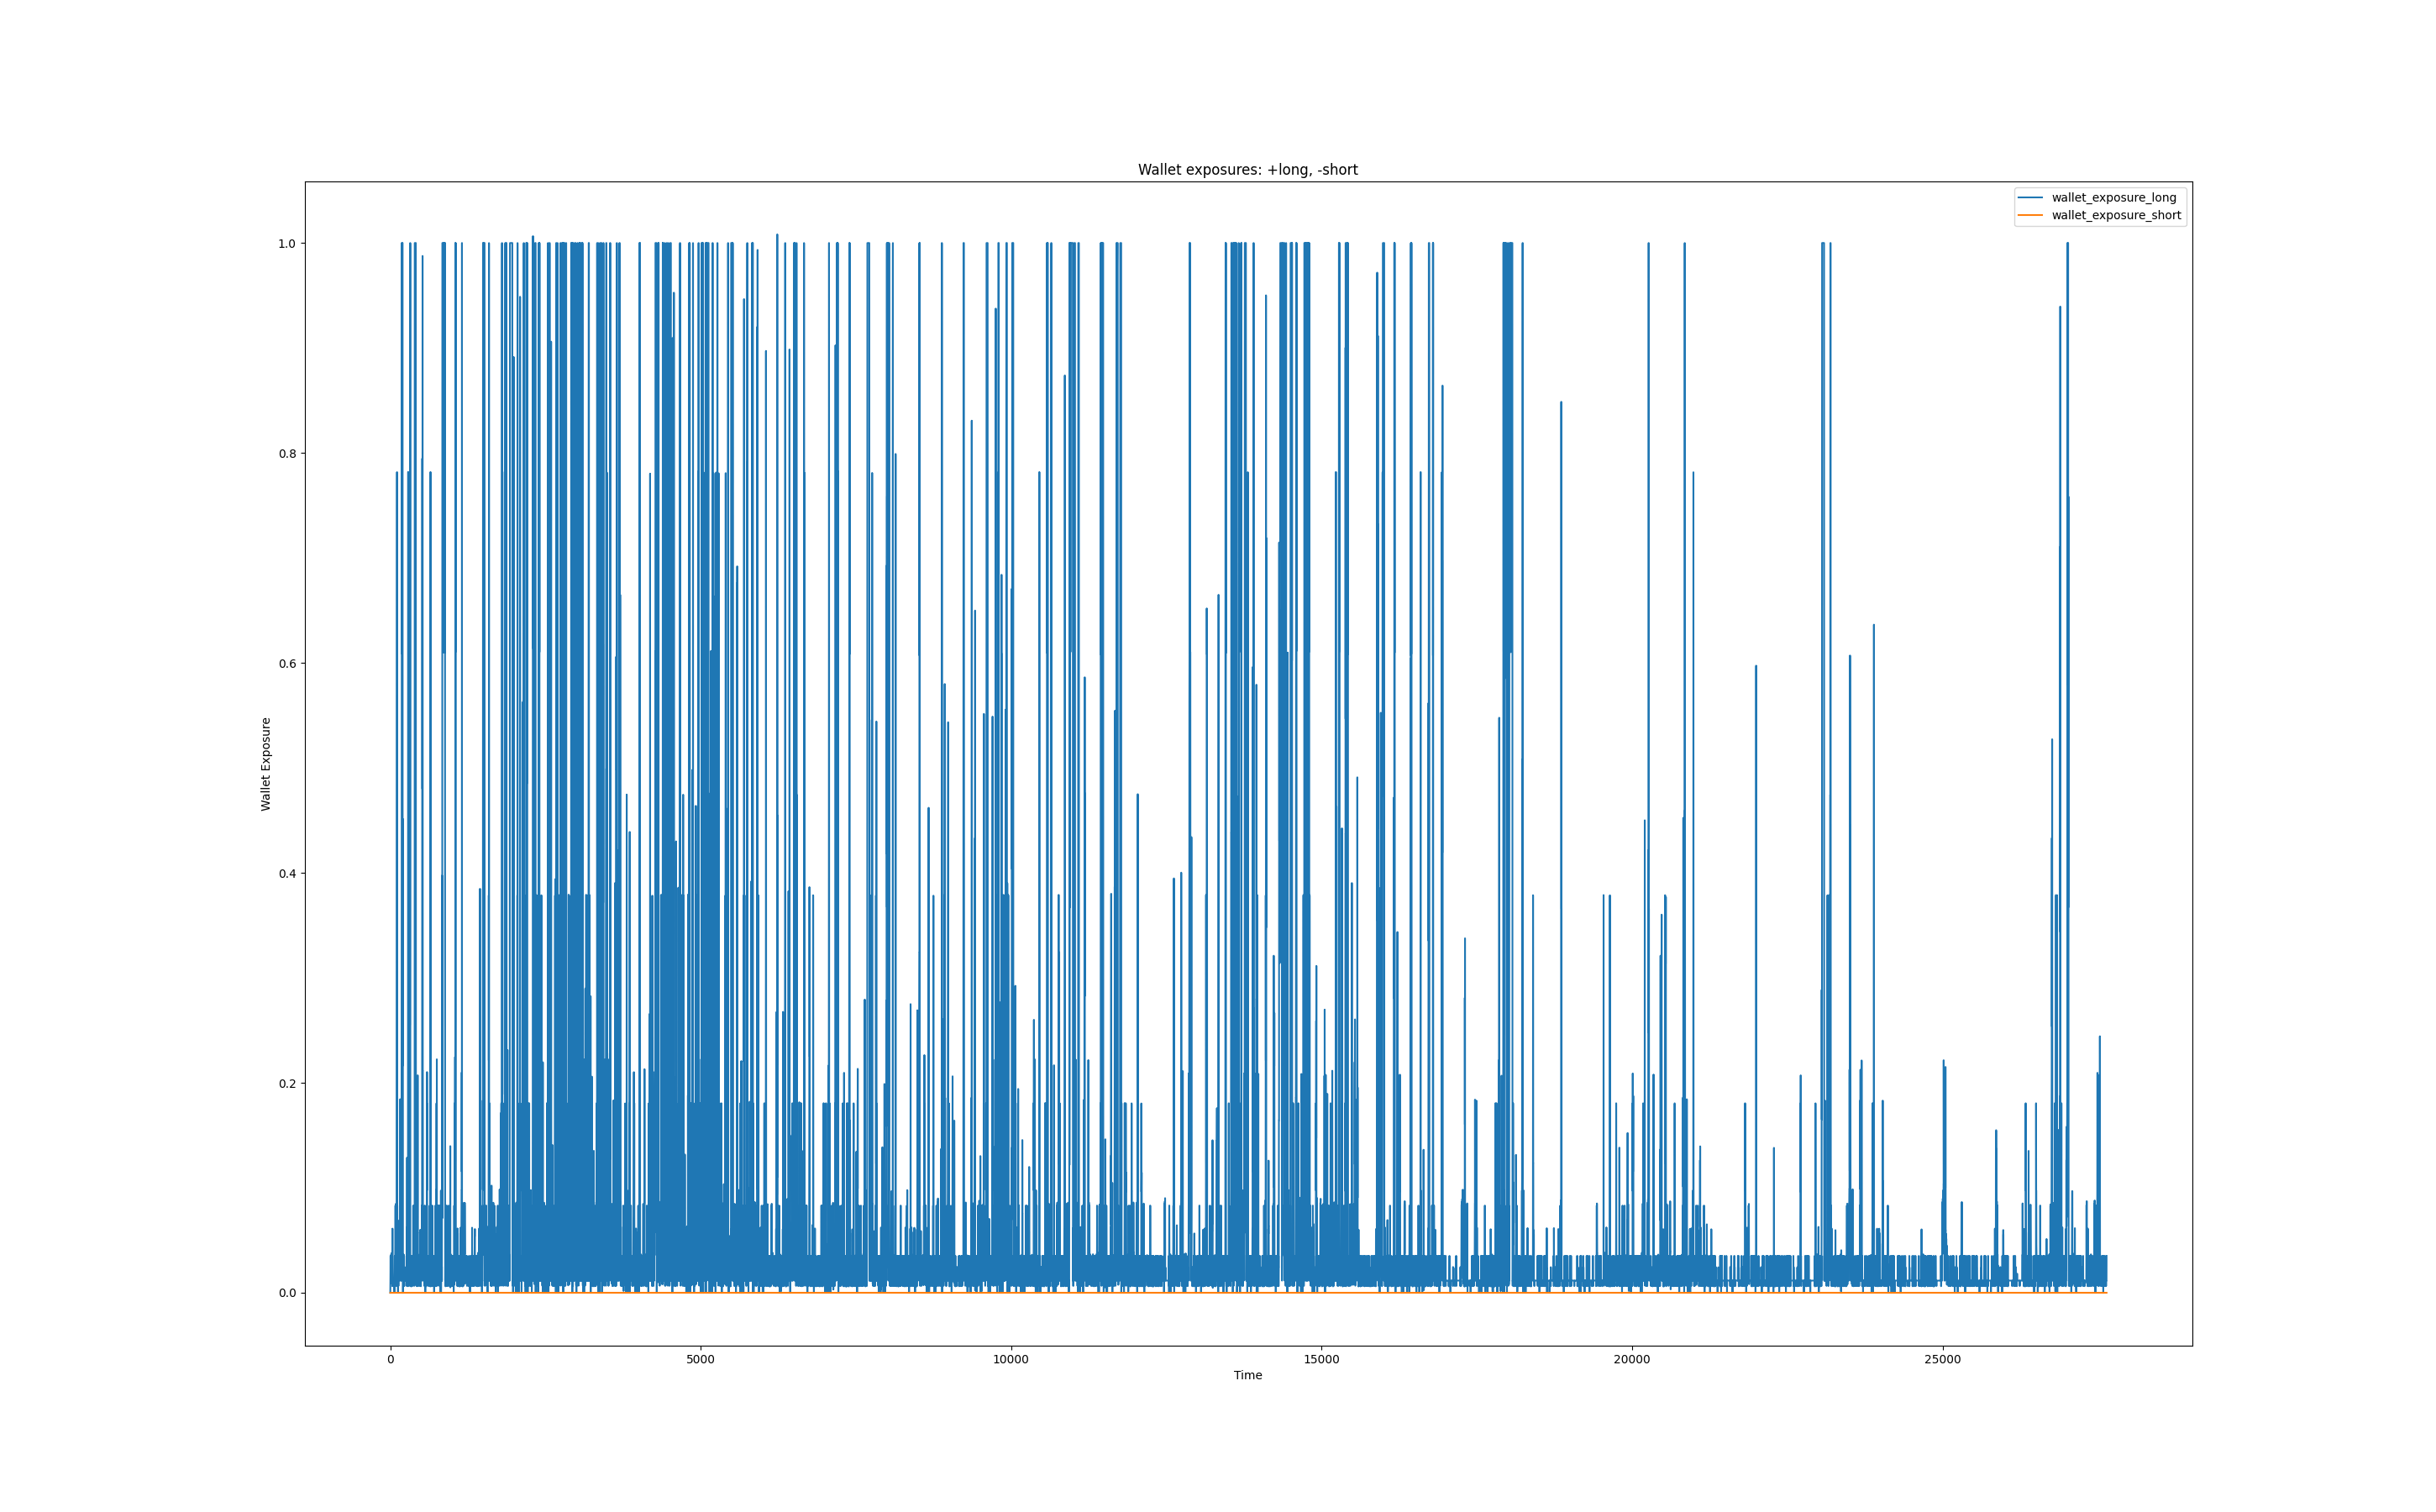 Wallet exposures: +long, -short
wallet_exposure_long
wallet_exposure_short
1.0
0.8
0.6
0.4
0.2
0.0
Wallet Exposure
0
5000
10000
15000
20000
25000
Time